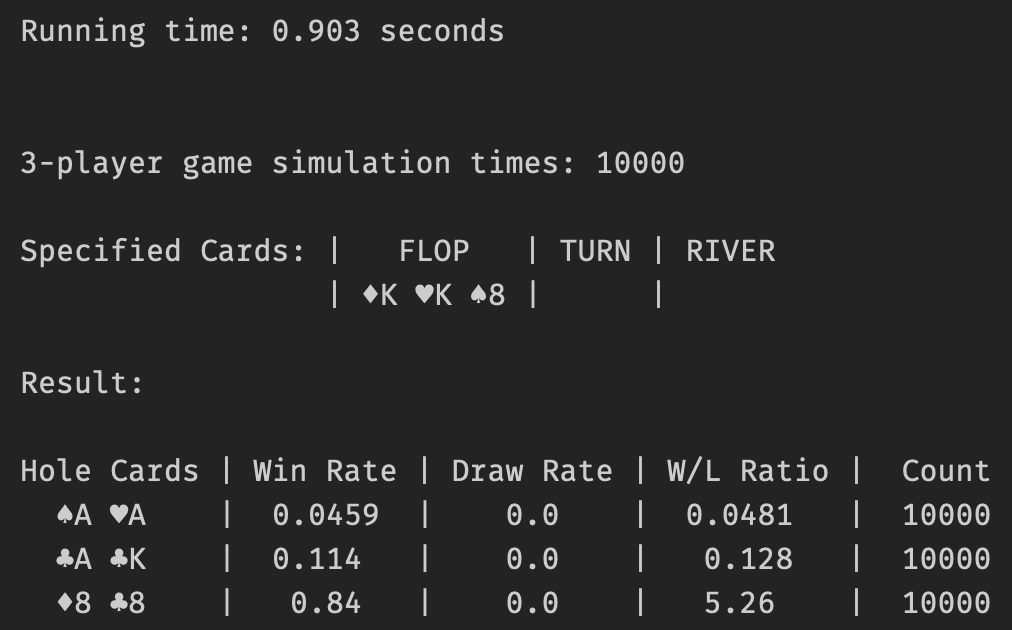 Running time: 0.903 seconds
3-player game simulation times: 10000
Specified Cards: |   FLOP   | TURN | RIVER
| ♦K ♥K ♠8 |      |
Result:
Hole Cards | Win Rate | Draw Rate | W/L Ratio |  Count
♠A ♥A    |  0.0459  |    0.0    |  0.0481   |  10000
♣A ♣K    |  0.114   |    0.0    |   0.128   |  10000
♦8 ♣8    |   0.84   |    0.0    |   5.26    |  10000